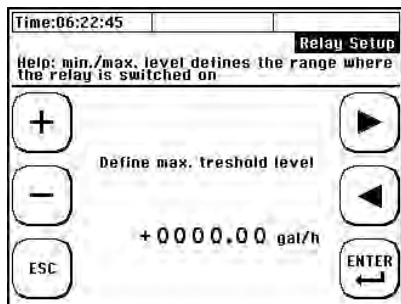 Time:06:22:45
Relay Setup
Help: min./max. level defines the range where
the relay is switched on
+
Define max. treshold level
−
+0000.00 gal/h
ESC
ENTER